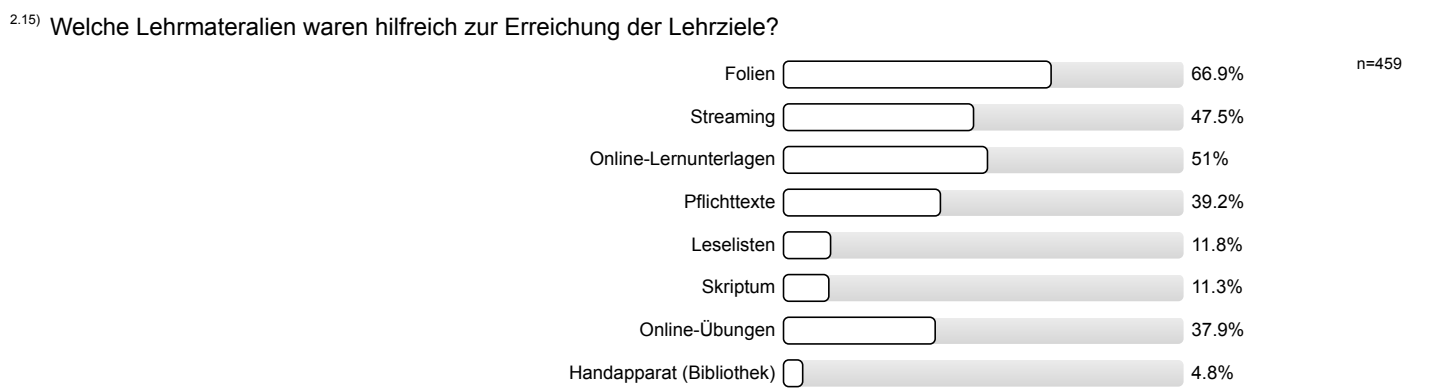 2.15) Welche Lehrmateralien waren hilfreich zur Erreichung der Lehrziele?
n=459
Folien 66.9%
Streaming 47.5%
Online-Lernunterlagen 51%
Pflichttexte 39.2%
Leselisten 11.8%
Skriptum 11.3%
Online-Übungen 37.9%
Handapparat (Bibliothek) 4.8%